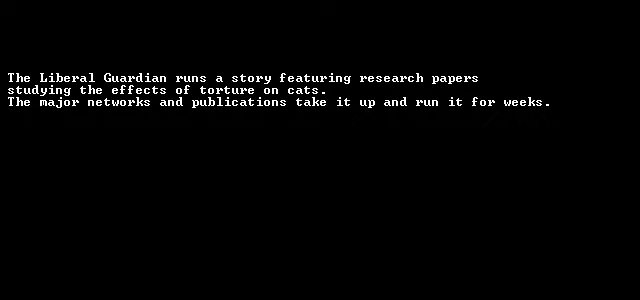 The Liberal Guardian runs a story featuring research papers
studying the effects of torture on cats.
The major networks and publications take it up and run it for weeks.